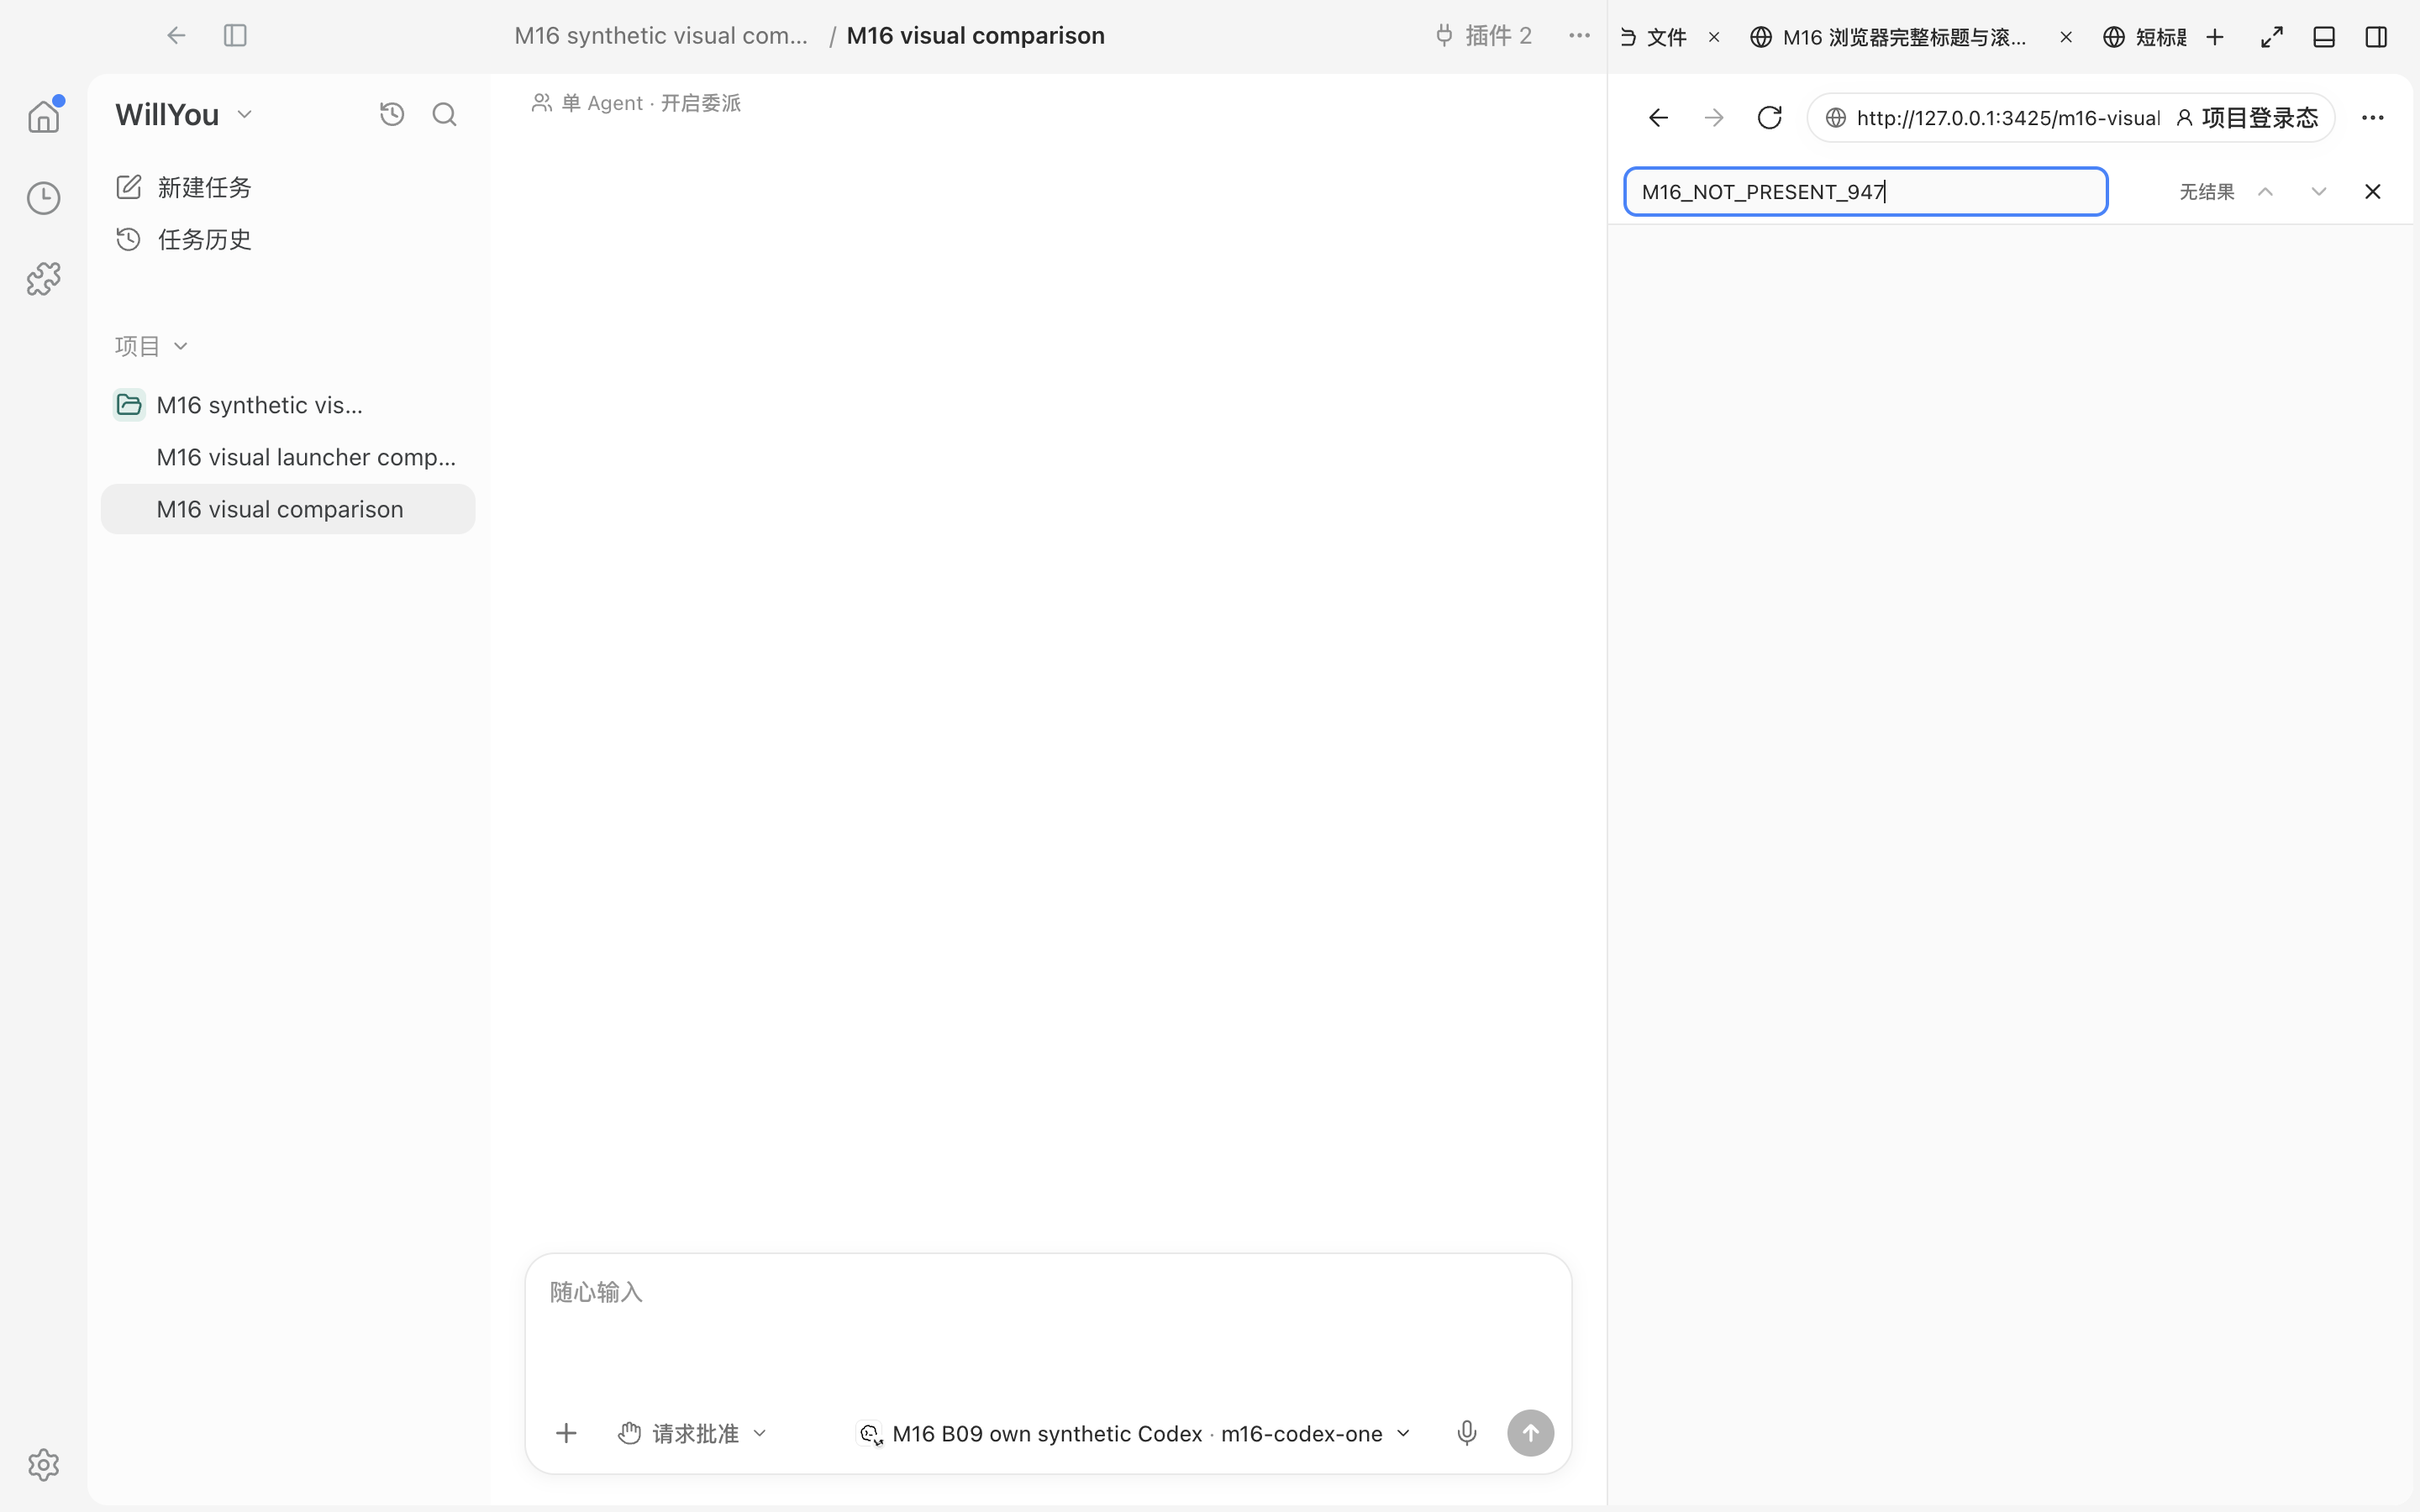 M16 synthetic visual com... / M16 visual comparison
插件 2
文件
M16 浏览器完整标题与滚...
短标题
WillYou
单 Agent · 开启委派
http://127.0.0.1:3425/m16-visual
项目登录态
M16_NOT_PRESENT_947
无结果
新建任务
任务历史
项目
M16 synthetic vis...
M16 visual launcher comp...
M16 visual comparison
随心输入
请求批准
M16 B09 own synthetic Codex · m16-codex-one